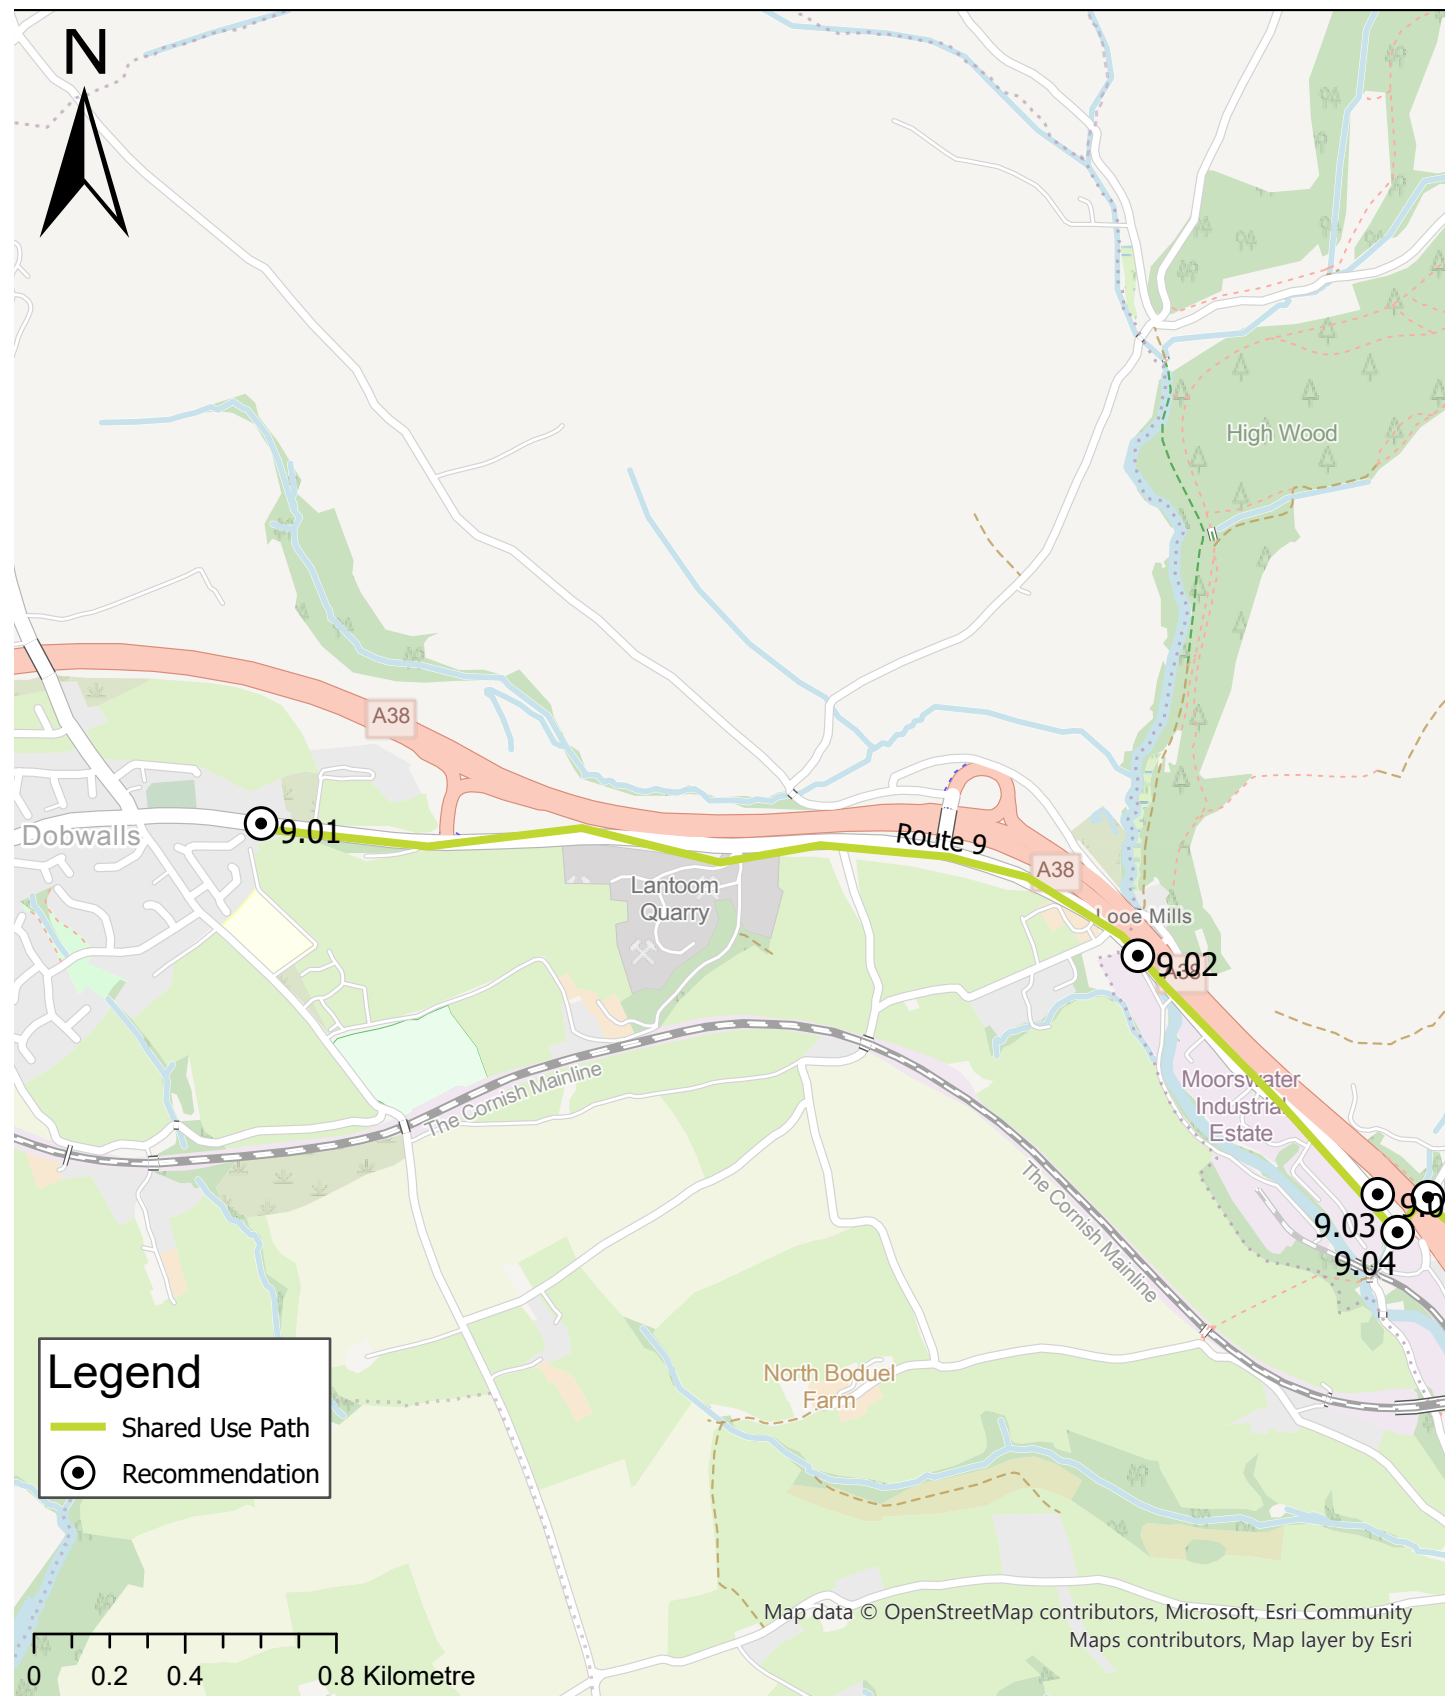 N
High Wood
A38
Dobwalls
9.01
Route 9
Lantoom
Quarry
A38
Looe Mills
9.02
A38
The Cornish Mainline
Moorswater
Industrial
Estate
The Cornish Mainline
9.03
9.0
9.04
North Boduel
Farm
Legend
Shared Use Path
Recommendation
Map data © OpenStreetMap contributors, Microsoft, Esri Community
Maps contributors, Map layer by Esri
0 0.2 0.4 0.8 Kilometre